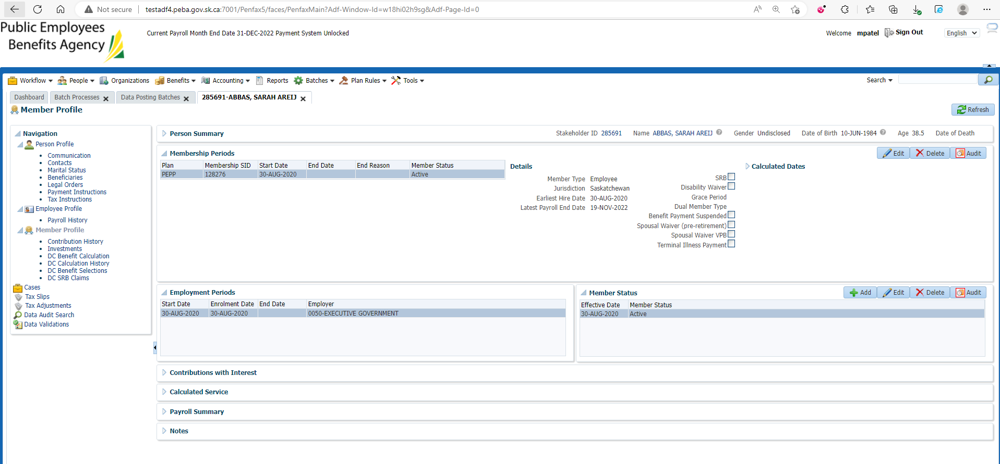 Not secure testadf4.peba.gov.sk.ca:7001/Penfax5/faces/PenfaxMain?Adf-Window-Id=w18hi02h9sg&Adf-Page-Id=0
Public Employees
Benefits Agency
Current Payroll Month End Date 31-DEC-2022 Payment System Unlocked
Welcome mpatel Sign Out English
Workflow People Organizations Benefits Accounting Reports Batches Plan Rules Tools Search
Dashboard Batch Processes Data Posting Batches 285691-ABBAS, SARAH AREIJ
Member Profile
Refresh
Navigation
Person Profile
Communication
Contacts
Marital Status
Beneficiaries
Legal Orders
Payment Instructions
Tax Instructions
Employee Profile
Payroll History
Member Profile
Contribution History
Investments
DC Benefit Calculation
DC Calculation History
DC Benefit Selections
DC SRB Claims
Cases
Tax Slips
Tax Adjustments
Data Audit Search
Data Validations
Person Summary Stakeholder ID 285691 Name ABBAS, SARAH AREIJ Gender Undisclosed Date of Birth 10-JUN-1984 Age 38.5 Date of Death
Membership Periods Edit Delete Audit
Plan Membership SID Start Date End Date End Reason Member Status
PEPP 128276 30-AUG-2020 Active
Details
Member Type Employee
Jurisdiction Saskatchewan
Earliest Hire Date 30-AUG-2020
Latest Payroll End Date 19-NOV-2022
SRB
Disability Waiver
Grace Period
Dual Member Type
Benefit Payment Suspended
Spousal Waiver (pre-retirement)
Spousal Waiver VPB
Terminal Illness Payment
Calculated Dates
Employment Periods
Start Date Enrolment Date End Date Employer
30-AUG-2020 30-AUG-2020 0050-EXECUTIVE GOVERNMENT
Member Status Add Edit Delete Audit
Effective Date Member Status
30-AUG-2020 Active
Contributions with Interest
Calculated Service
Payroll Summary
Notes